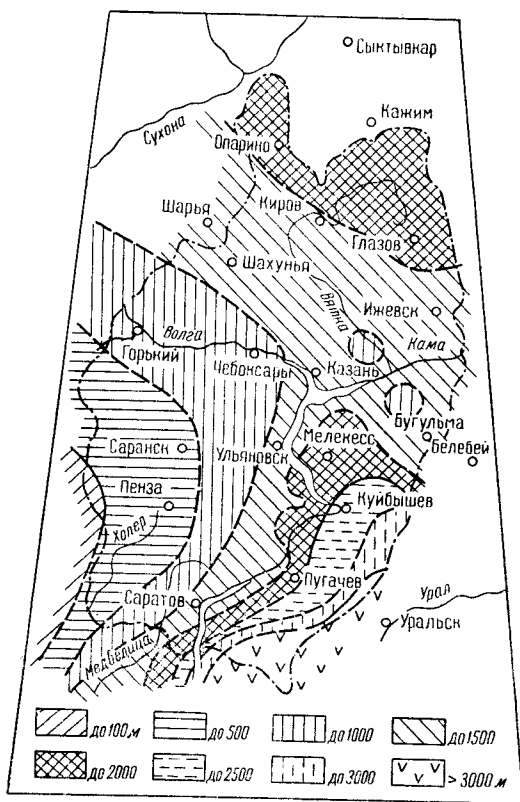 Сыктывкар
Сухона
Кажим
Опарино
Шарья
Киров
Глазов
Шахунья
Вятка
Ижевск
Волга
Кама
Горький
Чебоксары
Казань
Бугульма
Мелекесс
Белебей
Саранск
Ульяновск
Пенза
Куйбышев
Хопер
Пугачев
Саратов
Урал
Уральск
Медведица
до 100 м
до 500
до 1000
до 1500
до 2000
до 2500
до 3000
> 3000 м